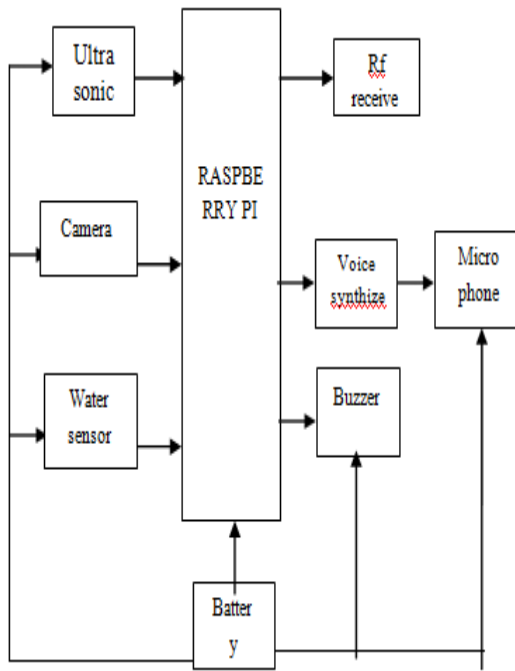 Ultra
sonic
Rf
receive
RASPBE
RRY PI
Camera
Voice
synthize
Micro
phone
Water
sensor
Buzzer
Batter
y